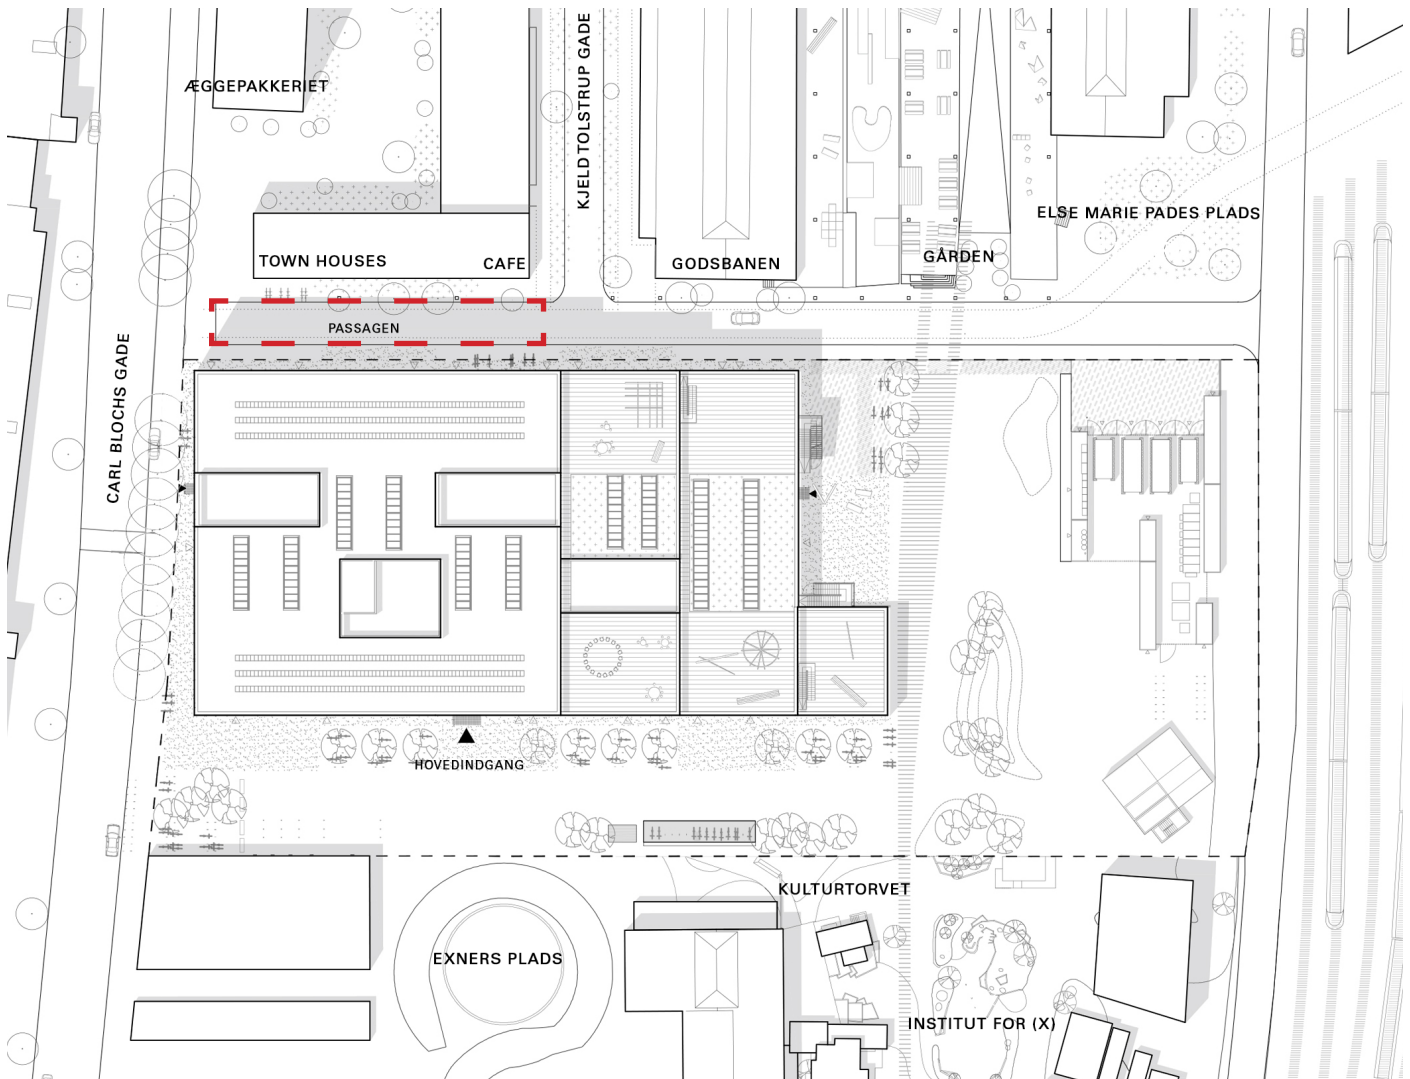 KJELD TOLSTRUP GADE
ÆGGEPAKKERIET
ELSE MARIE PADES PLADS
TOWN HOUSES
CAFE
GODSBANEN
GÅRDEN
PASSAGEN
CARL BLOCHS GADE
HOVEDINDGANG
KULTURTORVET
EXNERS PLADS
INSTITUT FOR (X)